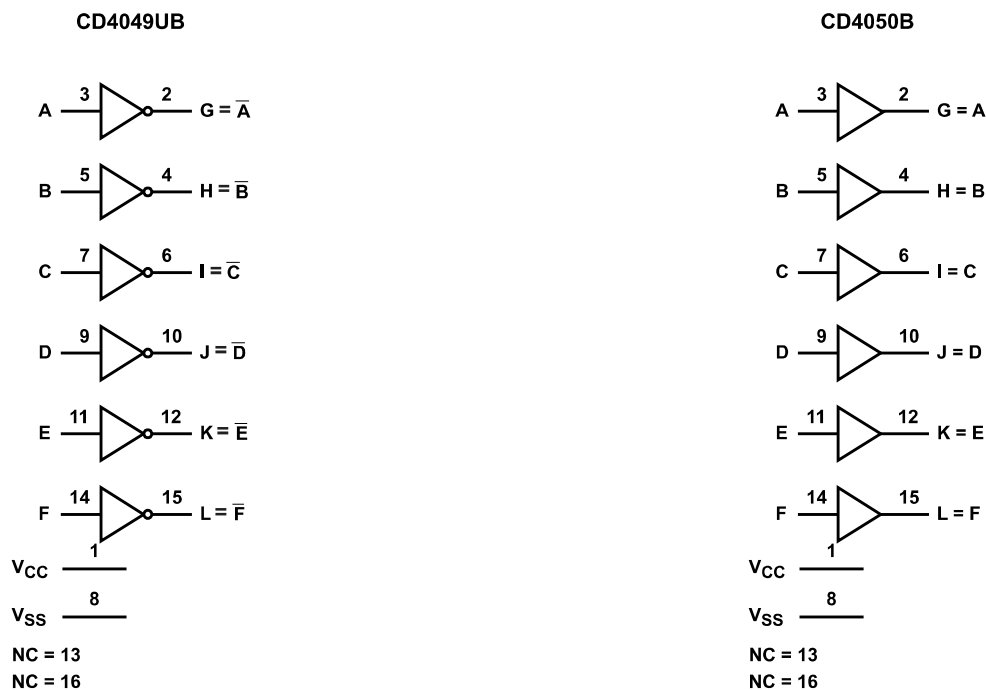 CD4049UB
A 3 2 G = A̅
B 5 4 H = B̅
C 7 6 I = C̅
D 9 10 J = D̅
E 11 12 K = E̅
F 14 15 L = F̅
VCC 1
VSS 8
NC = 13
NC = 16
CD4050B
A 3 2 G = A
B 5 4 H = B
C 7 6 I = C
D 9 10 J = D
E 11 12 K = E
F 14 15 L = F
VCC 1
VSS 8
NC = 13
NC = 16